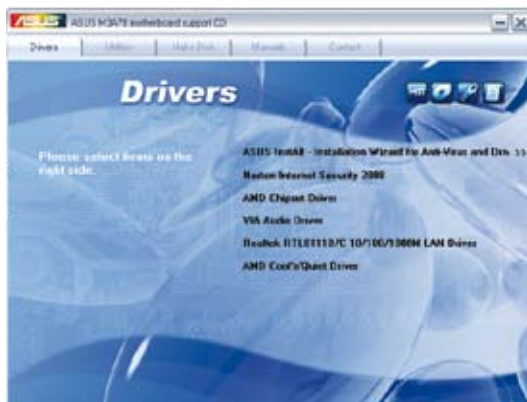 ASUS M3A78 motherboard support CD
Drivers Utilities Make Disk Manuals Contact
Drivers
Please select items on the right side.
ASUS InstAll - Installation Wizard for Anti-Virus and Driv >>
Norton Internet Security 2008
AMD Chipset Driver
VIA Audio Driver
Realtek RTL8111B/C 10/100/1000M LAN Driver
AMD Cool'n'Quiet Driver